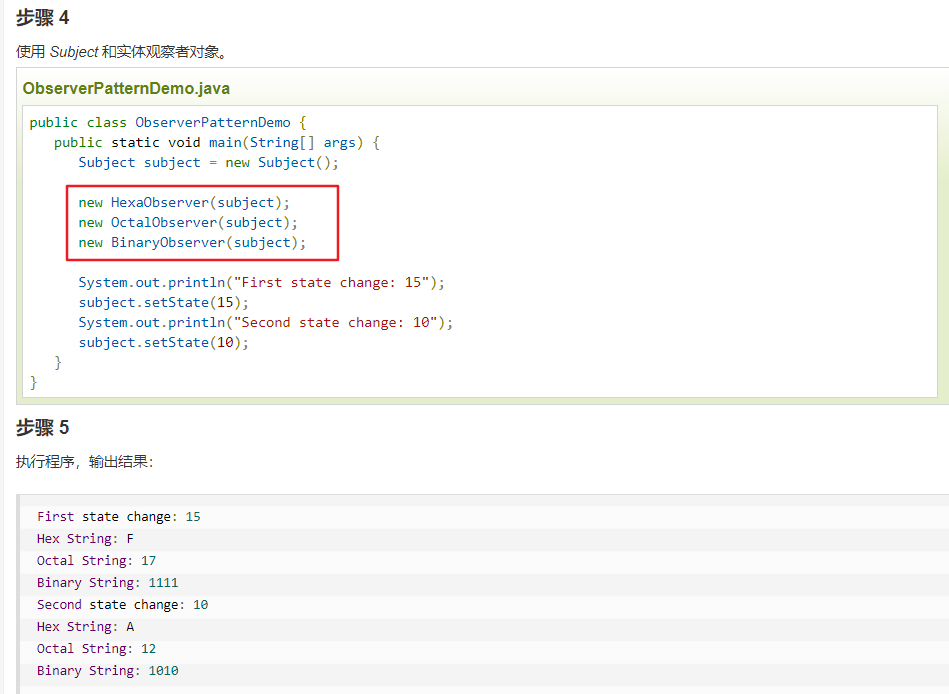 步骤 4
使用 Subject 和实体观察者对象。
ObserverPatternDemo.java
public class ObserverPatternDemo {
   public static void main(String[] args) {
      Subject subject = new Subject();
      new HexaObserver(subject);
      new OctalObserver(subject);
      new BinaryObserver(subject);
      System.out.println("First state change: 15");
      subject.setState(15);
      System.out.println("Second state change: 10");
      subject.setState(10);
   }
}
步骤 5
执行程序，输出结果：
First state change: 15
Hex String: F
Octal String: 17
Binary String: 1111
Second state change: 10
Hex String: A
Octal String: 12
Binary String: 1010